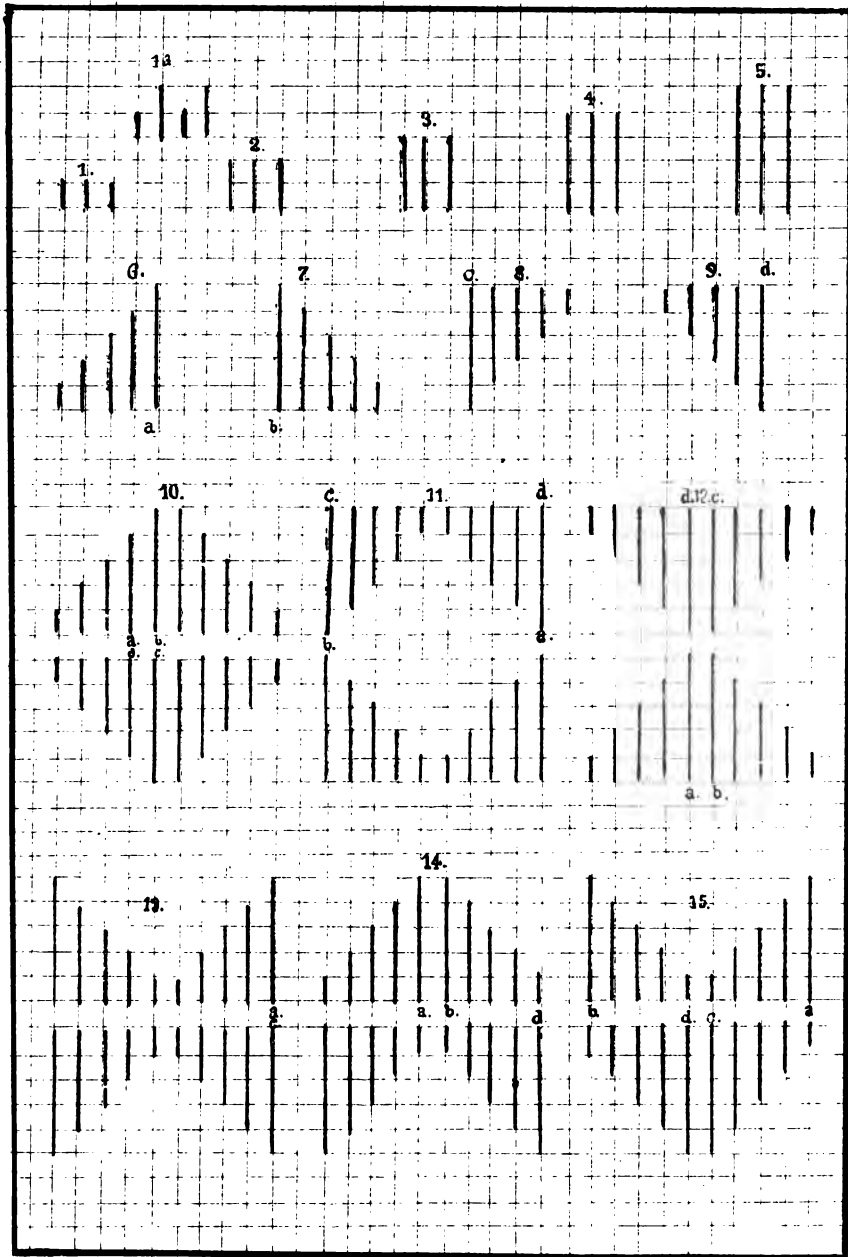 1a
5.
4.
3.
2
1.
6.
7.
c. 8.
9. d.
a
b.
10.
c. 11. d.
d.12.c.
a. b.
d. c.
b. a.
a. b.
14.
13.
15.
a.
a. b.
d
b. d. c. a